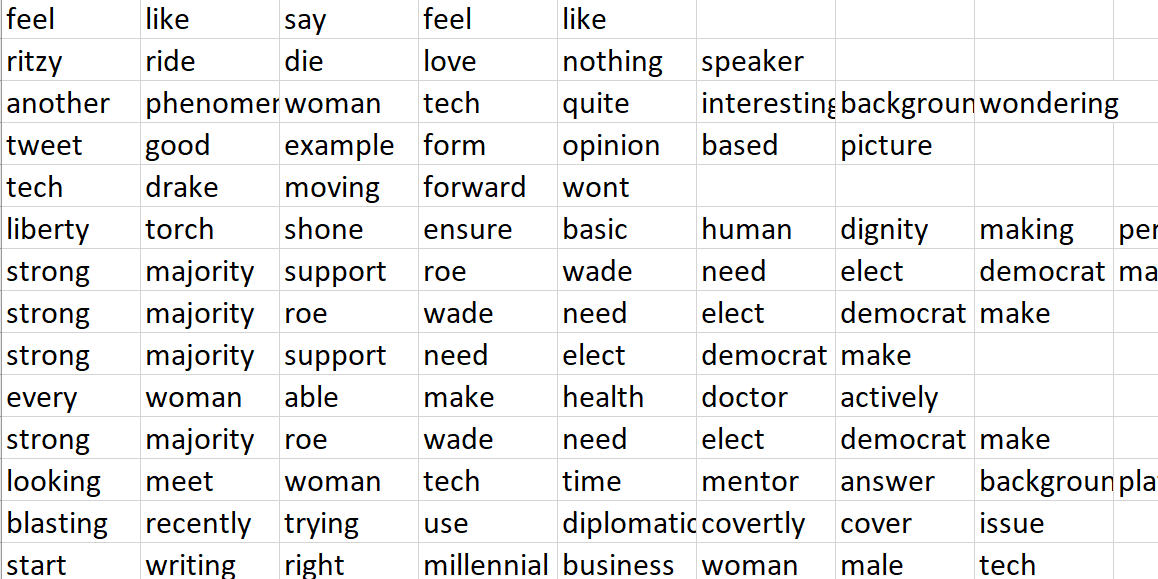 feel like say feel like
ritzy ride die love nothing speaker
another phenomen woman tech quite interesting backgroun wondering
tweet good example form opinion based picture
tech drake moving forward wont
liberty torch shone ensure basic human dignity making per
strong majority support roe wade need elect democrat ma
strong majority roe wade need elect democrat make
strong majority support need elect democrat make
every woman able make health doctor actively
strong majority roe wade need elect democrat make
looking meet woman tech time mentor answer backgroun pla
blasting recently trying use diplomatic covertly cover issue
start writing right millennial business woman male tech